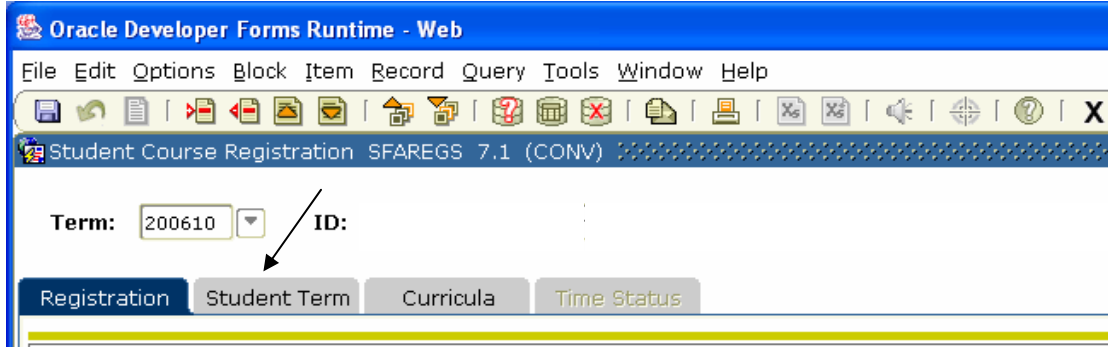 Oracle Developer Forms Runtime - Web
File Edit Options Block Item Record Query Tools Window Help
X
Student Course Registration SFAREGS 7.1 (CONV)
Term: 200610 ID:
Registration Student Term Curricula Time Status